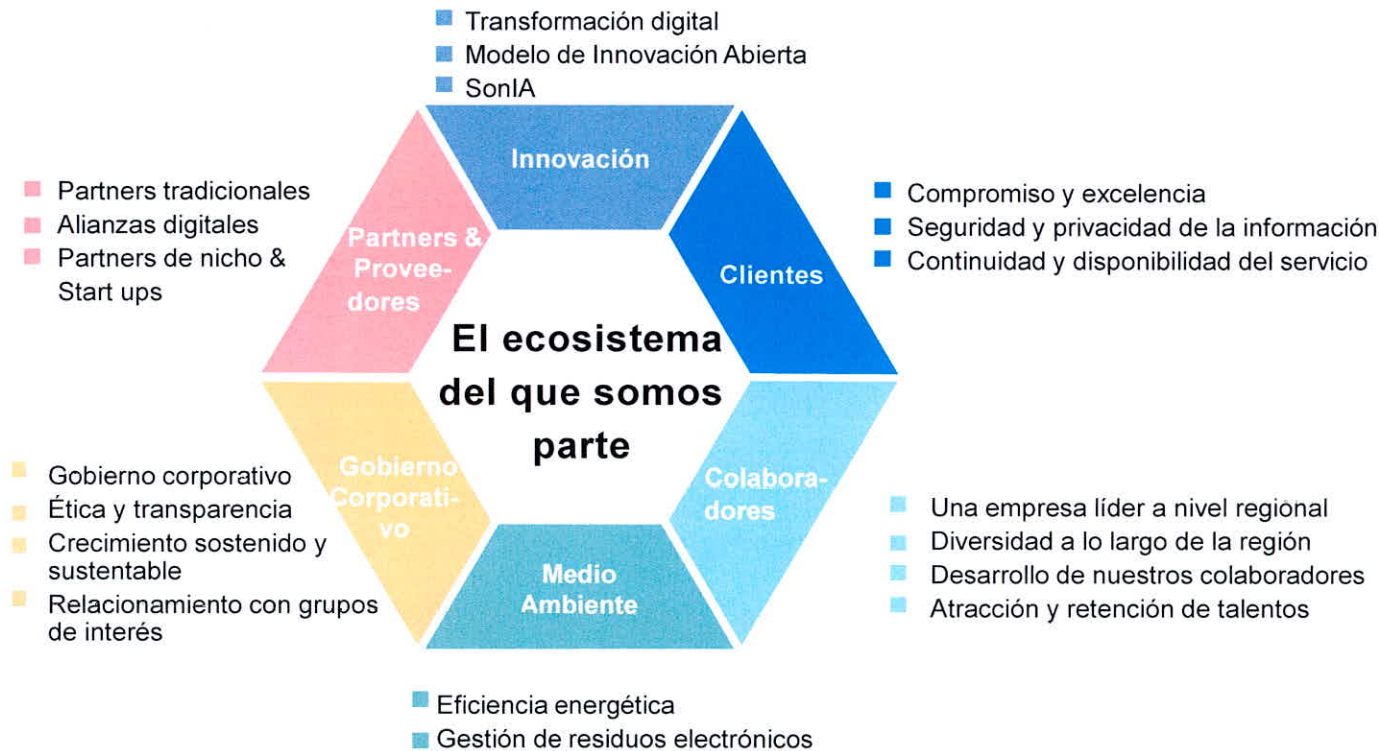 Transformación digital
Modelo de Innovación Abierta
SonIA
Innovación
Partners tradicionales
Alianzas digitales
Partners de nicho &
Start ups
Partners &
Provee-
dores
Compromiso y excelencia
Seguridad y privacidad de la información
Continuidad y disponibilidad del servicio
Clientes
El ecosistema
del que somos
parte
Gobierno corporativo
Ética y transparencia
Crecimiento sostenido y
sustentable
Relacionamiento con grupos
de interés
Gobierno
Corporati-
vo
Colabora-
dores
Una empresa líder a nivel regional
Diversidad a lo largo de la región
Desarrollo de nuestros colaboradores
Atracción y retención de talentos
Medio
Ambiente
Eficiencia energética
Gestión de residuos electrónicos